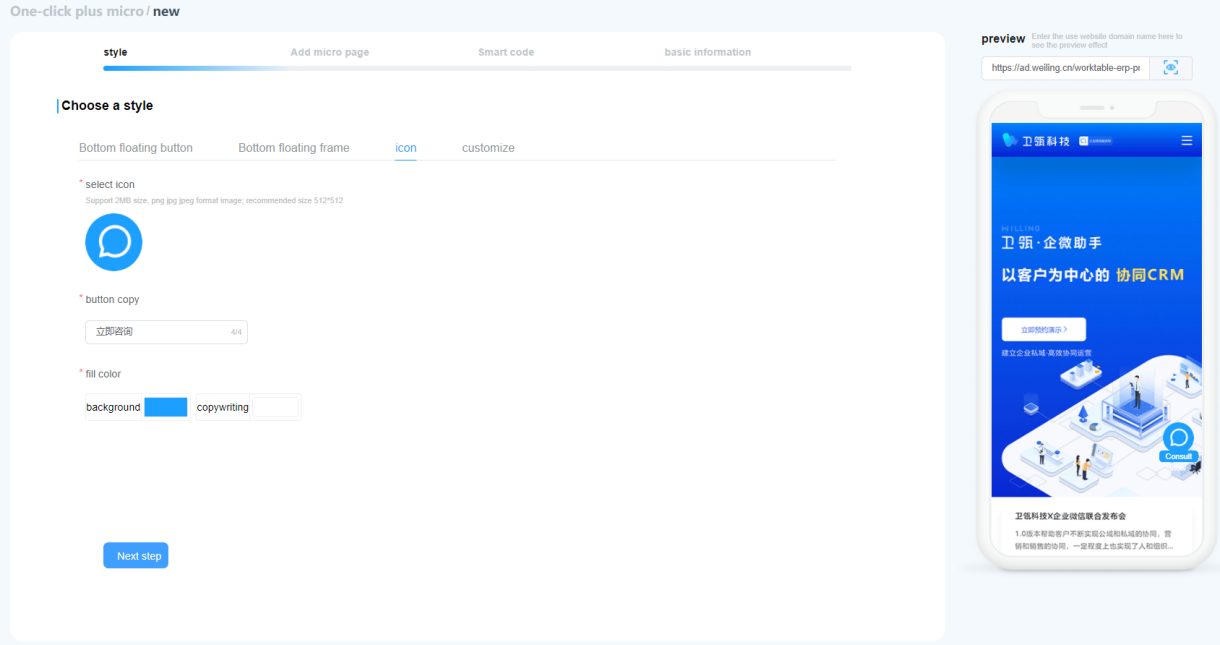 One-click plus micro / new
style
Add micro page
Smart code
basic information
Choose a style
Bottom floating button
Bottom floating frame
icon
customize
* select icon
Support 2MB size, png jpg jpeg format image; recommended size 512*512
* button copy
立即咨询
4/4
* fill color
background
copywriting
Next step
preview
Enter the use website domain name here to
see the preview effect
https://ad.weiling.cn/worktable-erp-p
卫瓴科技
WILLING
卫瓴·企微助手
以客户为中心的 协同CRM
立即预约演示 >
建立企业私域·高效协同运营
Consult
卫瓴科技X企业微信联合发布会
1.0版本帮助客户不断实现公域和私域的协同，营
销和销售的协同，一定程度上也实现了人和组织...